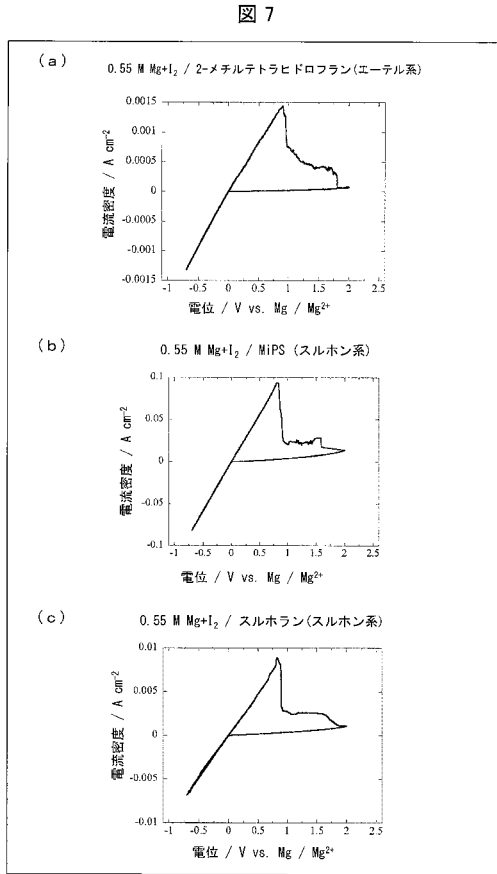 図7
(a)
0.55 M Mg+I₂ / 2-メチルテトラヒドロフラン(エーテル系)
電流密度 / A cm⁻²
0.0015
0.001
0.0005
0
-0.0005
-0.001
-0.0015
-1 -0.5 0 0.5 1 1.5 2 2.5
電位 / V vs. Mg / Mg²⁺
(b)
0.55 M Mg+I₂ / MiPS (スルホン系)
電流密度 / A cm⁻²
0.1
0.05
0
-0.05
-0.1
-1 -0.5 0 0.5 1 1.5 2 2.5
電位 / V vs. Mg / Mg²⁺
(c)
0.55 M Mg+I₂ / スルホラン(スルホン系)
電流密度 / A cm⁻²
0.01
0.005
0
-0.005
-0.01
-1 -0.5 0 0.5 1 1.5 2 2.5
電位 / V vs. Mg / Mg²⁺